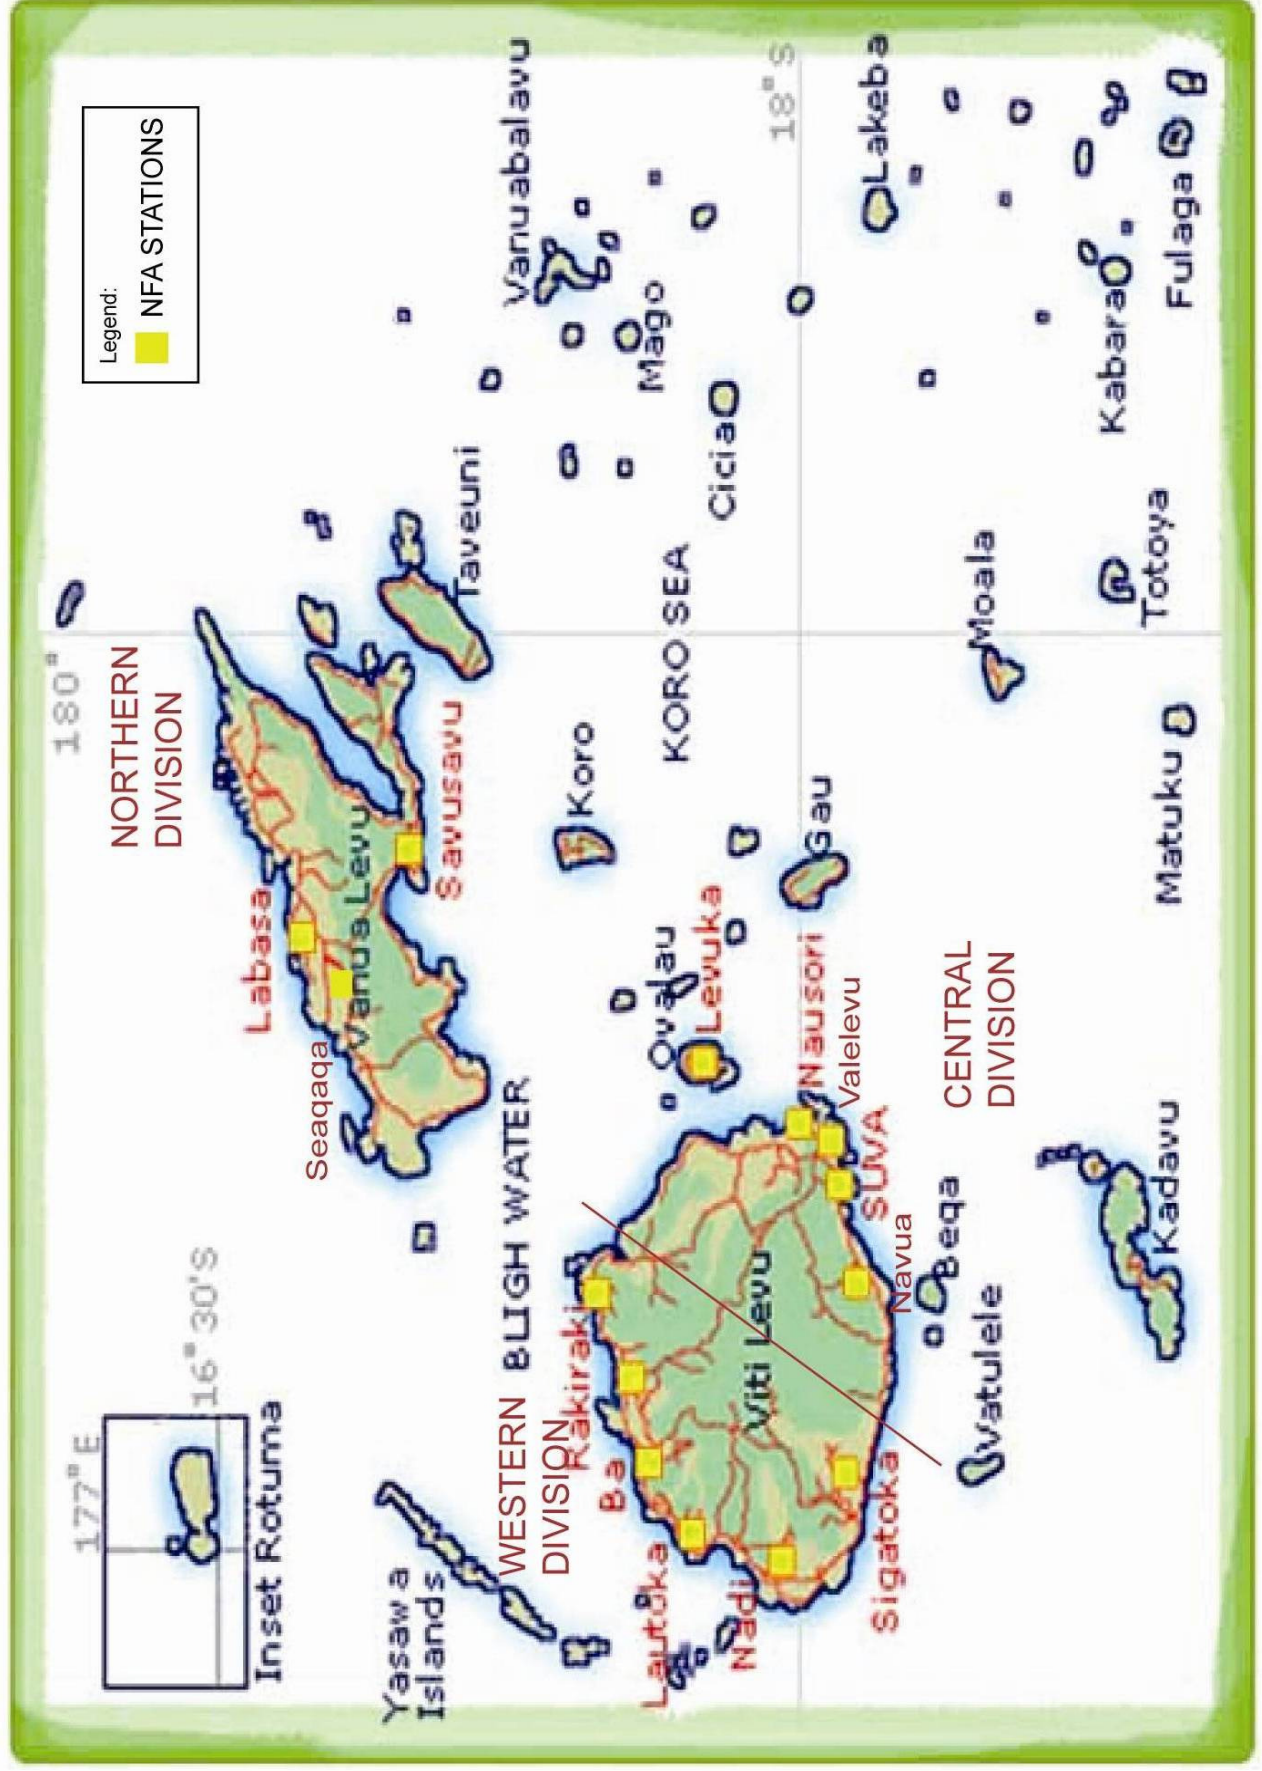 Legend:
NFA STATIONS
180°
NORTHERN
DIVISION
177° E
16° 30'S
Inset Rotuma
Labasa
Seaqaqa
Vanua Levu
Savusavu
Taveuni
Yasawa
Islands
BLIGH WATER
WESTERN
DIVISION
Koro
Vanuabalavu
Mago
KORO SEA
Cicia
Rakiraki
Ba
Lautoka
Nadi
Viti Levu
Ovalau
Levuka
Gau
18° S
Nausori
Valelevu
SUVA
Navua
Sigatoka
Lakeba
CENTRAL
DIVISION
Beqa
Vatulele
Moala
Kadavu
Totoya
Matuku
Kabara
Fulaga